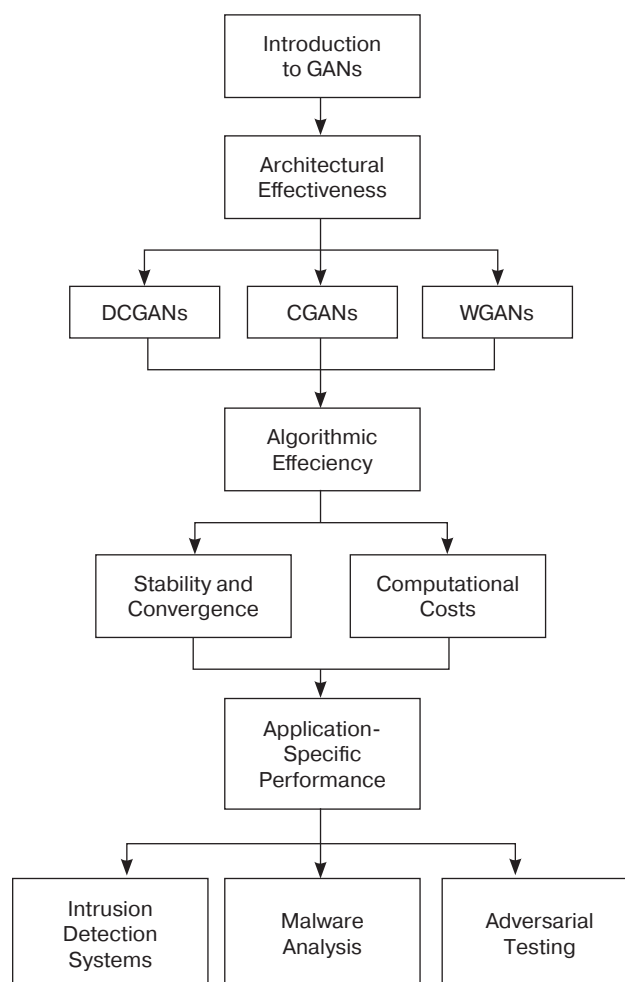 Introduction
to GANs
Architectural
Effectiveness
DCGANs
CGANs
WGANs
Algorithmic
Effeciency
Stability and
Convergence
Computational
Costs
Application-
Specific
Performance
Intrusion
Detection
Systems
Malware
Analysis
Adversarial
Testing